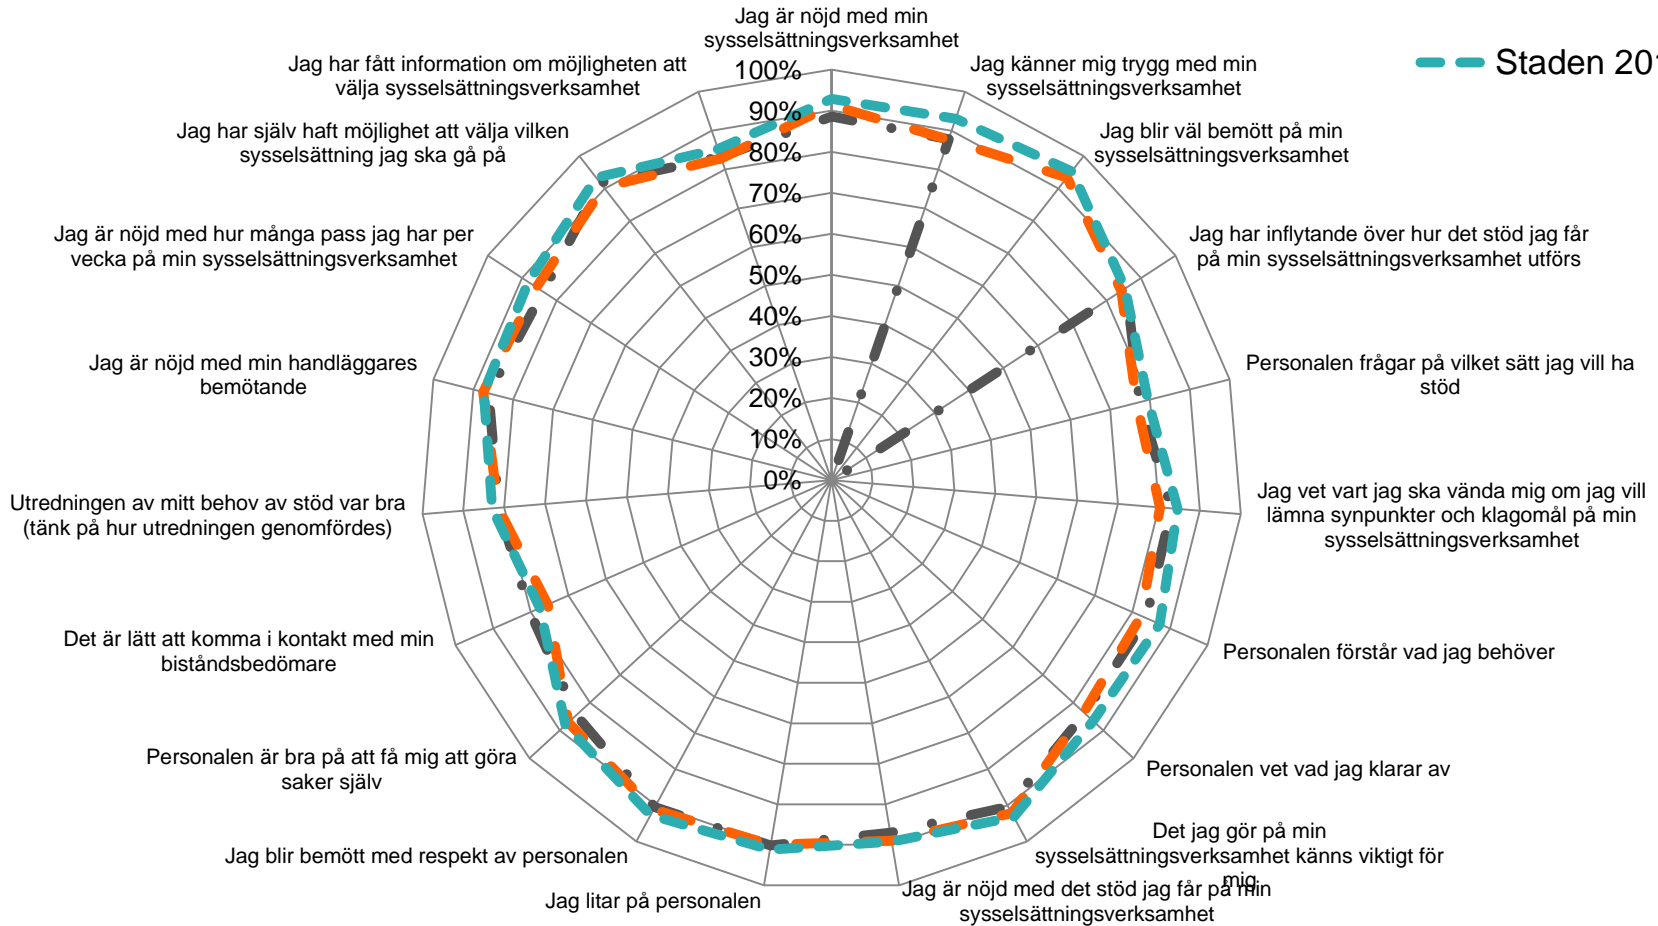 Jag är nöjd med min
sysselsättningsverksamhet
Jag känner mig trygg med min
sysselsättningsverksamhet
Jag blir väl bemött på min
sysselsättningsverksamhet
Jag har inflytande över hur det stöd jag får
på min sysselsättningsverksamhet utförs
Personalen frågar på vilket sätt jag vill ha
stöd
Jag vet vart jag ska vända mig om jag vill
lämna synpunkter och klagomål på min
sysselsättningsverksamhet
Personalen förstår vad jag behöver
Personalen vet vad jag klarar av
Det jag gör på min
sysselsättningsverksamhet känns viktigt för
mig
Jag är nöjd med det stöd jag får på min
sysselsättningsverksamhet
Jag litar på personalen
Jag blir bemött med respekt av personalen
Personalen är bra på att få mig att göra
saker själv
Det är lätt att komma i kontakt med min
biståndsbedömare
Utredningen av mitt behov av stöd var bra
(tänk på hur utredningen genomfördes)
Jag är nöjd med min handläggares
bemötande
Jag är nöjd med hur många pass jag har per
vecka på min sysselsättningsverksamhet
Jag har själv haft möjlighet att välja vilken
sysselsättning jag ska gå på
Jag har fått information om möjligheten att
välja sysselsättningsverksamhet
100%
90%
80%
70%
60%
50%
40%
30%
20%
10%
0%
Staden